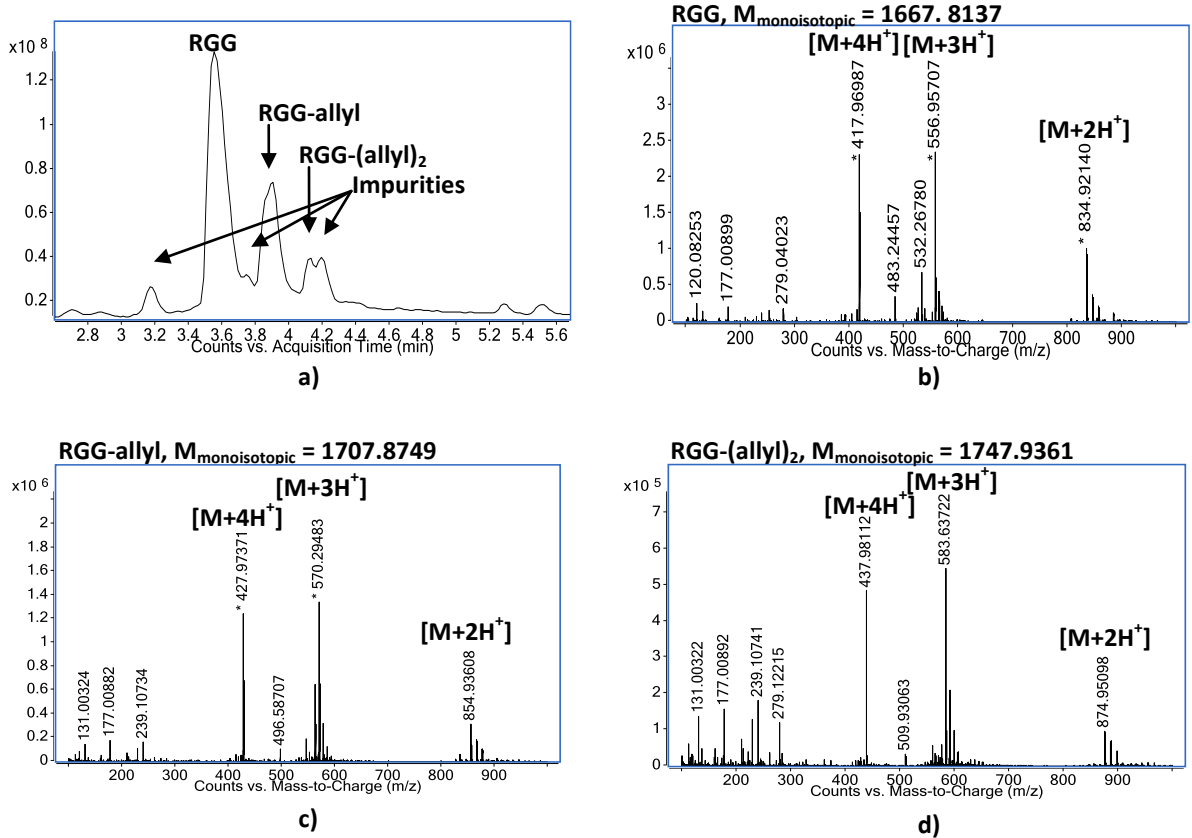 x10 8
RGG
RGG-allyl
RGG-(allyl)2
Impurities
1.2
1
0.8
0.6
0.4
0.2
2.8 3 3.2 3.4 3.6 3.8 4 4.2 4.4 4.6 4.8 5 5.2 5.4 5.6
Counts vs. Acquisition Time (min)
a)
RGG, Mmonoisotopic = 1667. 8137
x10 6
[M+4H+] [M+3H+]
[M+2H+]
3
2.5
2
1.5
1
0.5
0
120.08253
177.00899
279.04023
* 417.96987
483.24457
532.26780
* 556.95707
* 834.92140
200 300 400 500 600 700 800 900
Counts vs. Mass-to-Charge (m/z)
b)
RGG-allyl, Mmonoisotopic = 1707.8749
x10 6
[M+3H+]
[M+4H+]
[M+2H+]
2
1.8
1.6
1.4
1.2
1
0.8
0.6
0.4
0.2
0
131.00324
177.00882
239.10734
* 427.97371
496.58707
* 570.29483
854.93608
200 300 400 500 600 700 800 900
Counts vs. Mass-to-Charge (m/z)
c)
RGG-(allyl)2, Mmonoisotopic = 1747.9361
x10 5
[M+3H+]
[M+4H+]
[M+2H+]
7
6
5
4
3
2
1
0
131.00322
177.00892
239.10741
279.12215
437.98112
509.93063
583.63722
874.95098
200 300 400 500 600 700 800 900
Counts vs. Mass-to-Charge (m/z)
d)